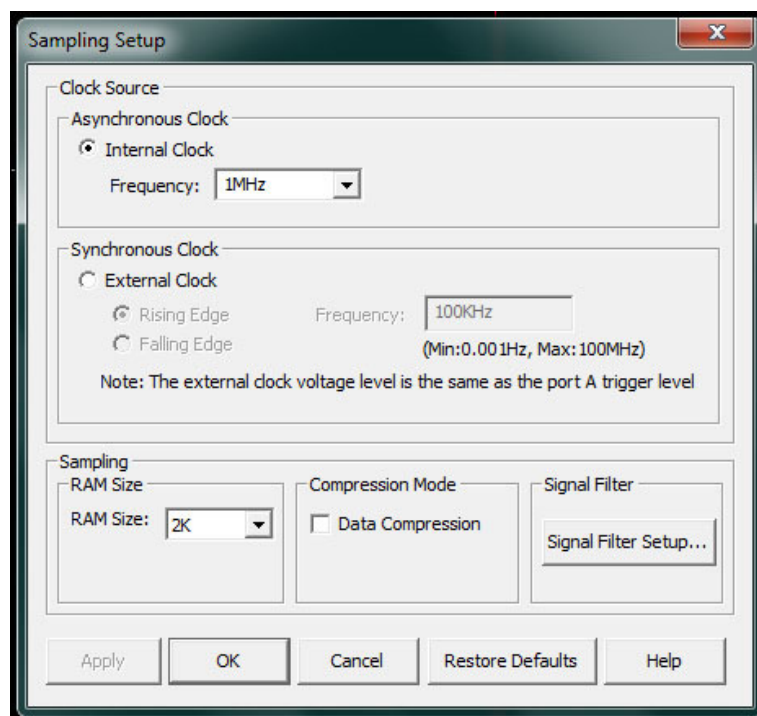 Sampling Setup
Clock Source
Asynchronous Clock
Internal Clock
Frequency: 1MHz
Synchronous Clock
External Clock
Rising Edge Frequency: 100KHz
Falling Edge (Min:0.001Hz, Max:100MHz)
Note: The external clock voltage level is the same as the port A trigger level
Sampling
RAM Size
RAM Size: 2K
Compression Mode
Data Compression
Signal Filter
Signal Filter Setup...
Apply OK Cancel Restore Defaults Help